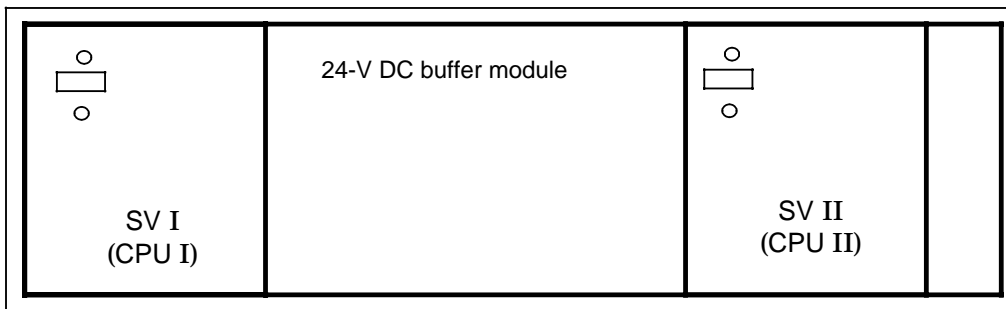 24-V DC buffer module
SV I
(CPU I)
SV II
(CPU II)